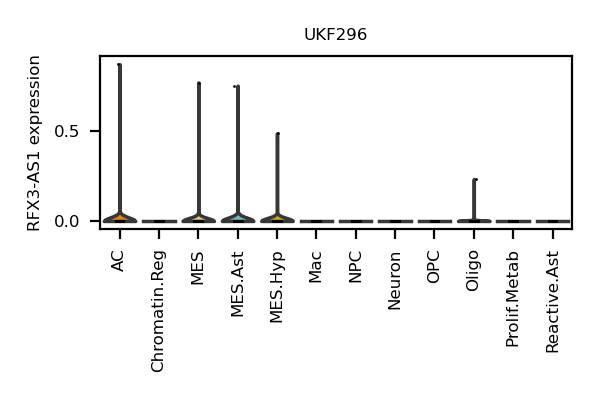 UKF296
RFX3-AS1 expression
0.5
0.0
AC
Chromatin.Reg
MES
MES.Ast
MES.Hyp
Mac
NPC
Neuron
OPC
Oligo
Prolif.Metab
Reactive.Ast